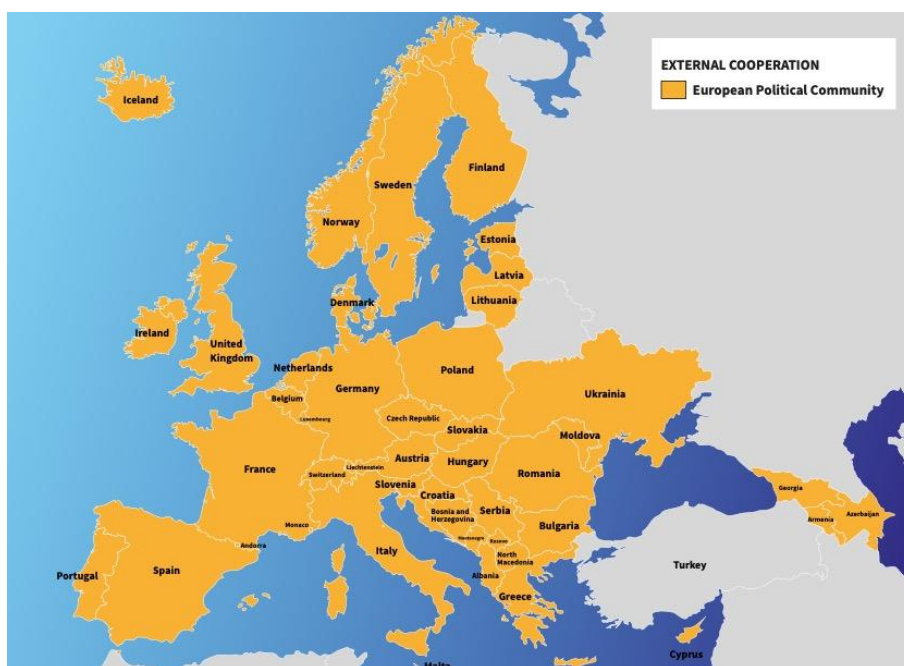 EXTERNAL COOPERATION
European Political Community
Iceland
Finland
Sweden
Norway
Estonia
Latvia
Denmark
Lithuania
Ireland
United
Kingdom
Netherlands
Poland
Germany
Ukrainia
Belgium
Luxembourg
Czech Republic
Slovakia
Moldova
Austria
Hungary
France
Switzerland
Liechtenstein
Romania
Slovenia
Georgia
Croatia
Bosnia and
Herzegovina
Serbia
Azerbaijan
Armenia
Monaco
Bulgaria
Montenegro
Kosovo
Andorra
Italy
North
Macedonia
Turkey
Portugal
Spain
Albania
Greece
Cyprus
Malta